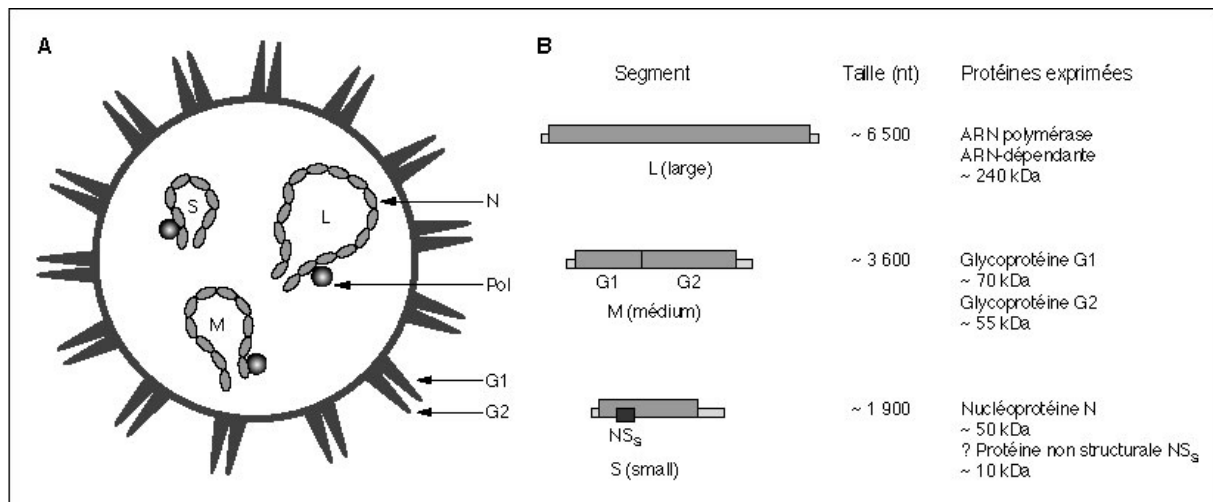 A
S
L
M
N
Pol
G1
G2
B
Segment Taille (nt) Protéines exprimées
L (large)
~ 6 500
ARN polymérase
ARN-dépendante
~ 240 kDa
G1 G2
M (médium)
~ 3 600
Glycoprotéine G1
~ 70 kDa
Glycoprotéine G2
~ 55 kDa
NSs
S (small)
~ 1 900
Nucléoprotéine N
~ 50 kDa
? Protéine non structurale NSs
~ 10 kDa